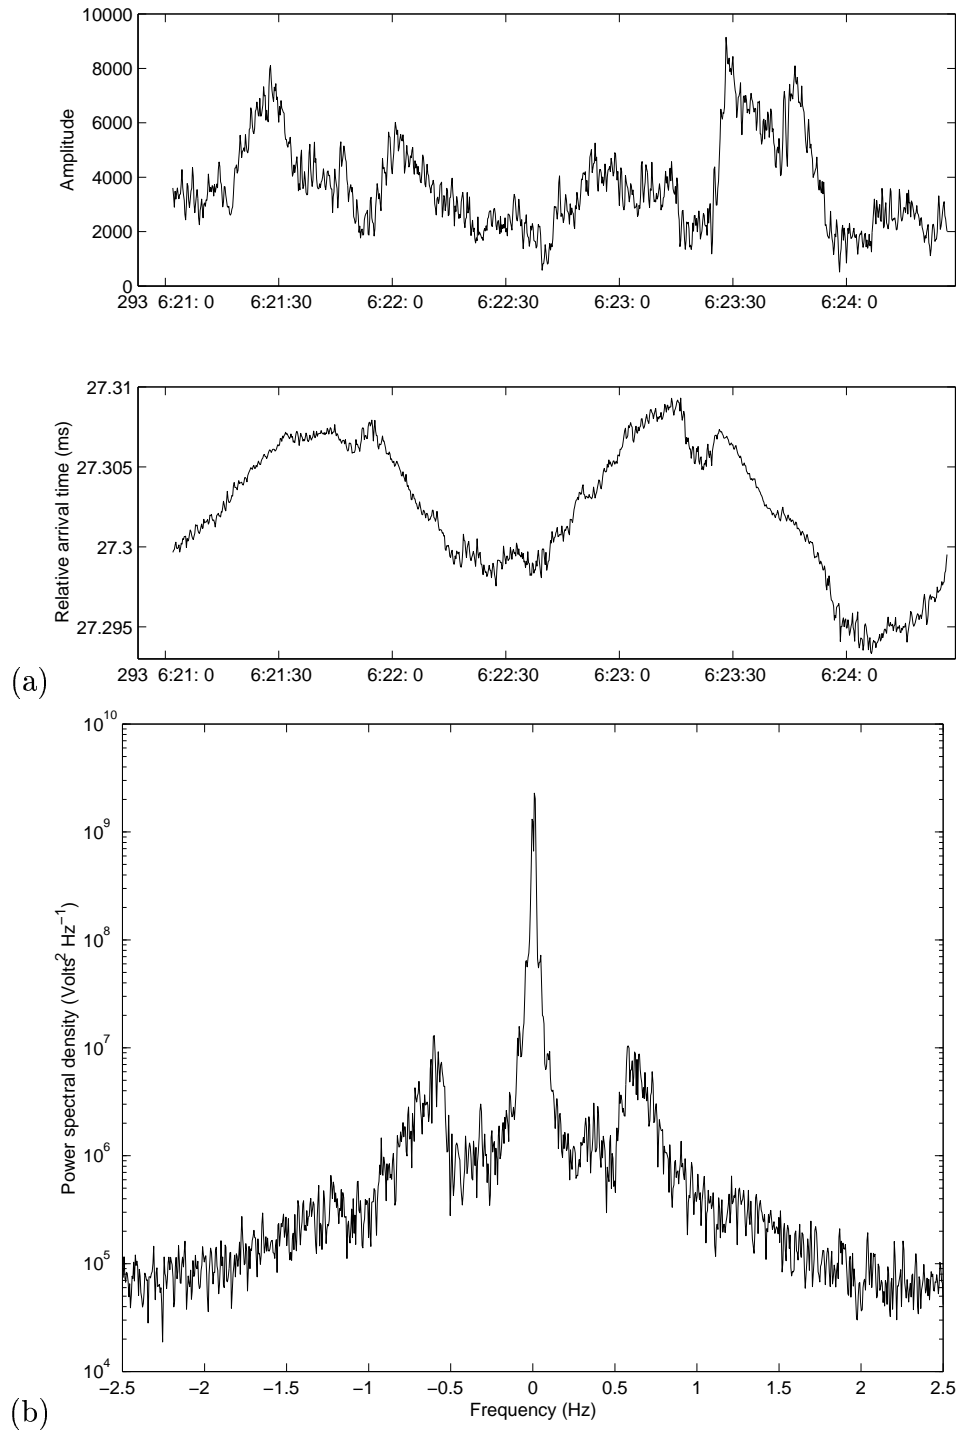 10000
8000
6000
4000
2000
0
Amplitude
293 6:21: 0 6:21:30 6:22: 0 6:22:30 6:23: 0 6:23:30 6:24: 0
27.31
27.305
27.3
27.295
Relative arrival time (ms)
293 6:21: 0 6:21:30 6:22: 0 6:22:30 6:23: 0 6:23:30 6:24: 0
(a)
10^10
10^9
10^8
10^7
10^6
10^5
10^4
Power spectral density (Volts^2 Hz^−1)
−2.5 −2 −1.5 −1 −0.5 0 0.5 1 1.5 2 2.5
Frequency (Hz)
(b)